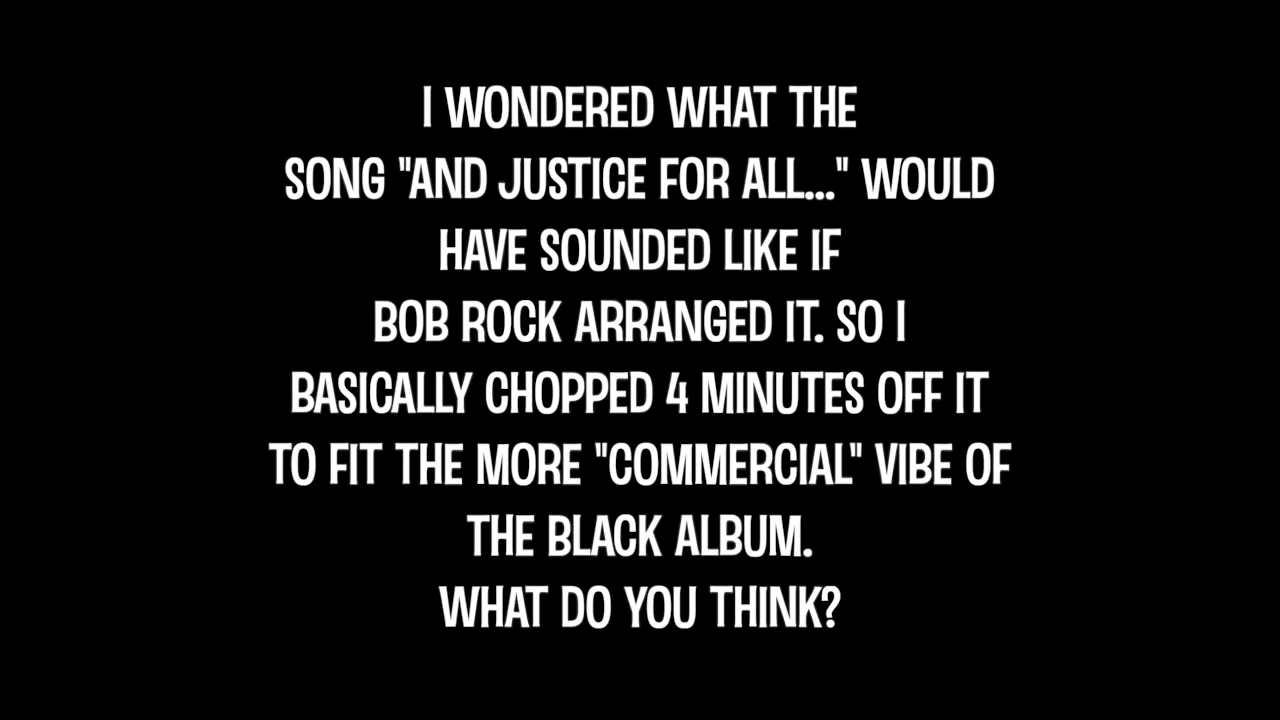 I WONDERED WHAT THE
SONG "AND JUSTICE FOR ALL..." WOULD
HAVE SOUNDED LIKE IF
BOB ROCK ARRANGED IT. SO I
BASICALLY CHOPPED 4 MINUTES OFF IT
TO FIT THE MORE "COMMERCIAL" VIBE OF
THE BLACK ALBUM.
WHAT DO YOU THINK?